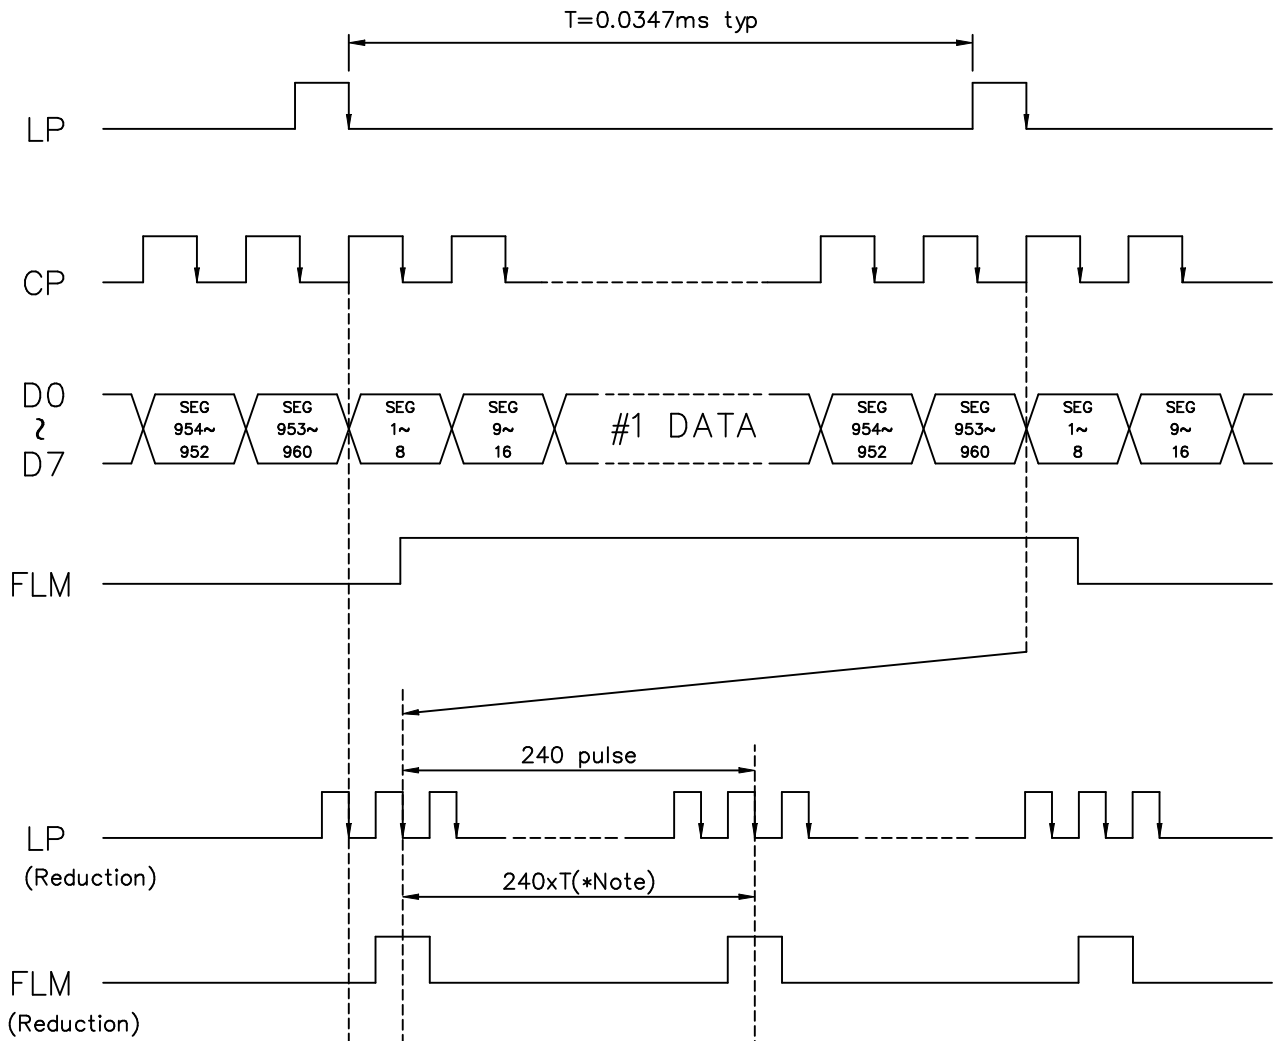 T=0.0347ms typ
LP
CP
D0
~
D7
SEG 954~ 952
SEG 953~ 960
SEG 1~ 8
SEG 9~ 16
#1 DATA
SEG 954~ 952
SEG 953~ 960
SEG 1~ 8
SEG 9~ 16
FLM
240 pulse
LP
(Reduction)
240xT(*Note)
FLM
(Reduction)